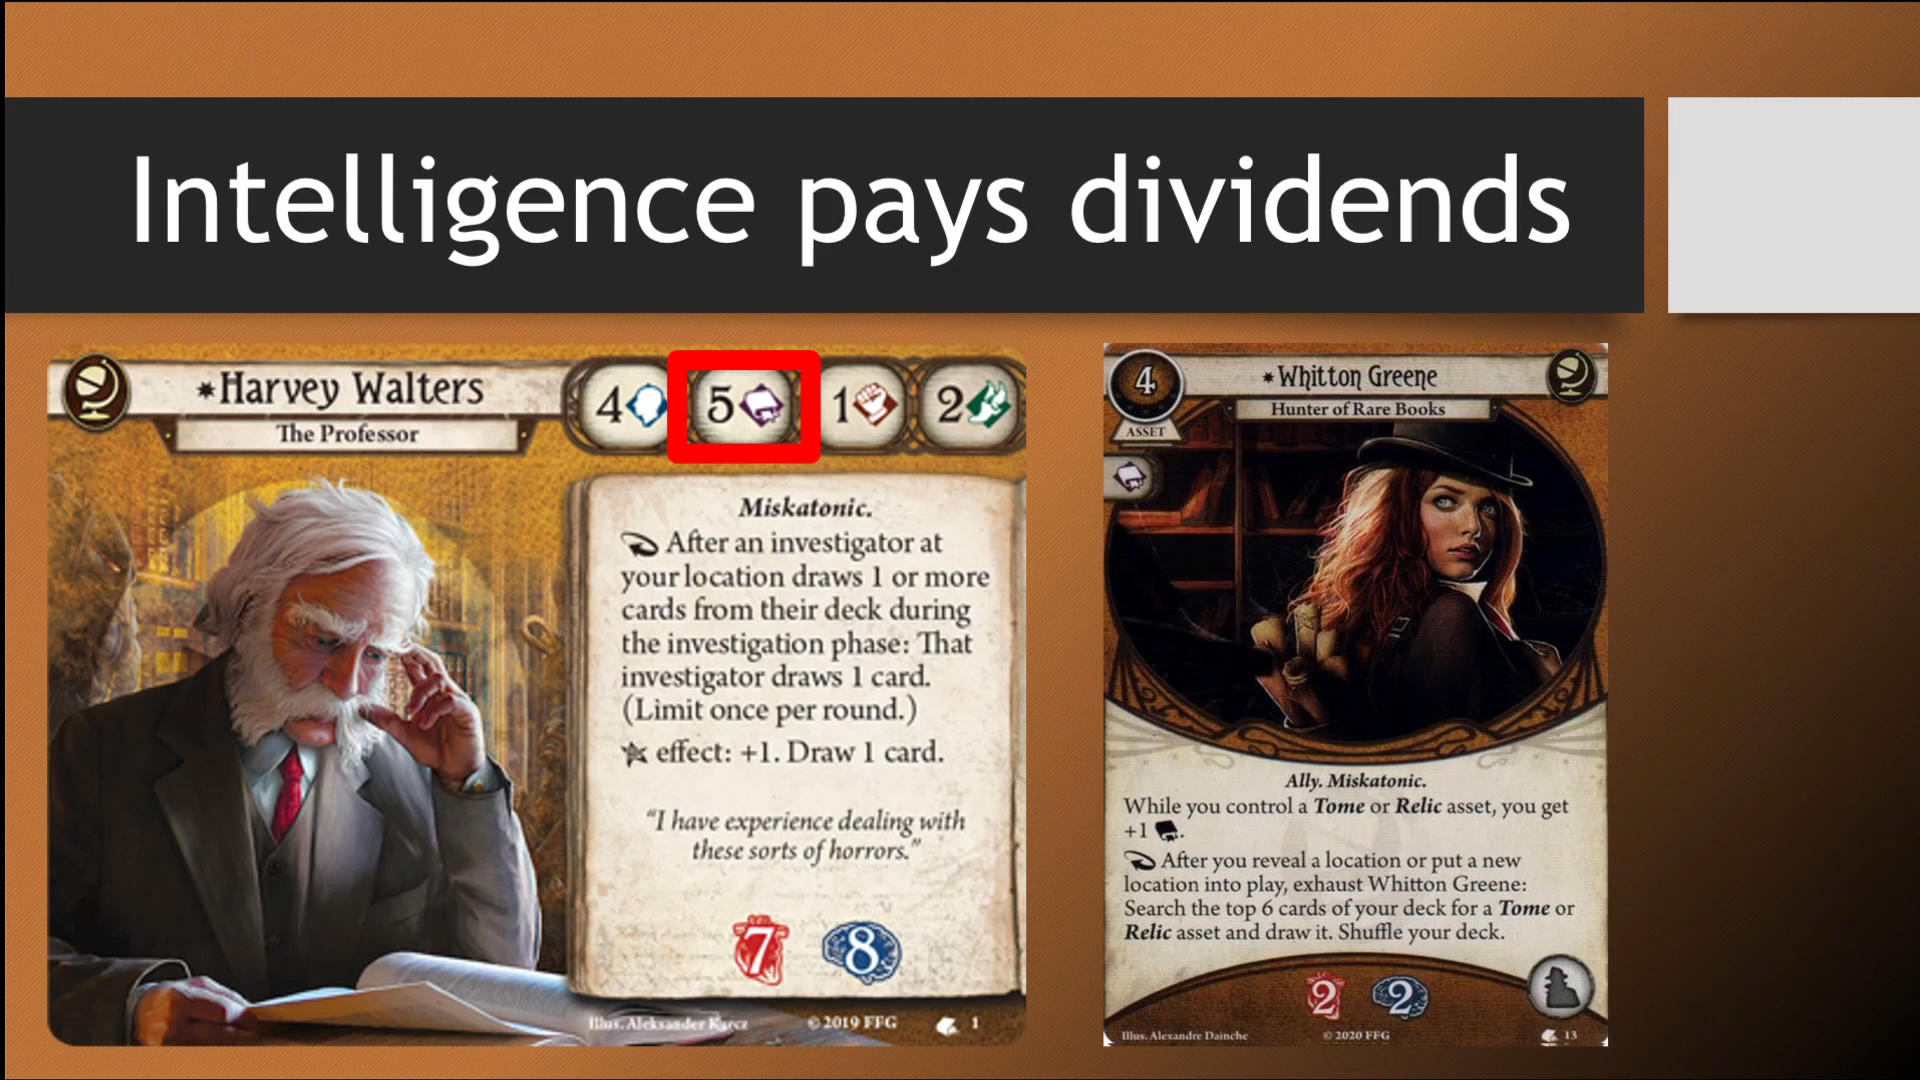 Intelligence pays dividends
Harvey Walters
The Professor
4 5 1 2
Miskatonic.
After an investigator at
your location draws 1 or more
cards from their deck during
the investigation phase: That
investigator draws 1 card.
(Limit once per round.)
effect: +1. Draw 1 card.
“I have experience dealing with
these sorts of horrors.”
7 8
Illus. Aleksander Karcz © 2019 FFG 1
4
ASSET
Whitton Greene
Hunter of Rare Books
Ally. Miskatonic.
While you control a Tome or Relic asset, you get
+1 .
After you reveal a location or put a new
location into play, exhaust Whitton Greene:
Search the top 6 cards of your deck for a Tome or
Relic asset and draw it. Shuffle your deck.
2 2
Illus. Alexandre Dainche © 2020 FFG 13